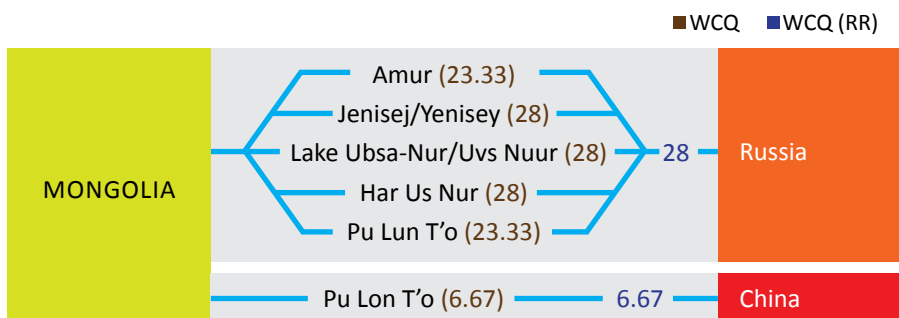 WCQ WCQ (RR)
Amur (23.33)
Jenisej/Yenisey (28)
MONGOLIA
Lake Ubsa-Nur/Uvs Nuur (28)
28
Russia
Har Us Nur (28)
Pu Lun T’o (23.33)
Pu Lon T’o (6.67)
6.67
China